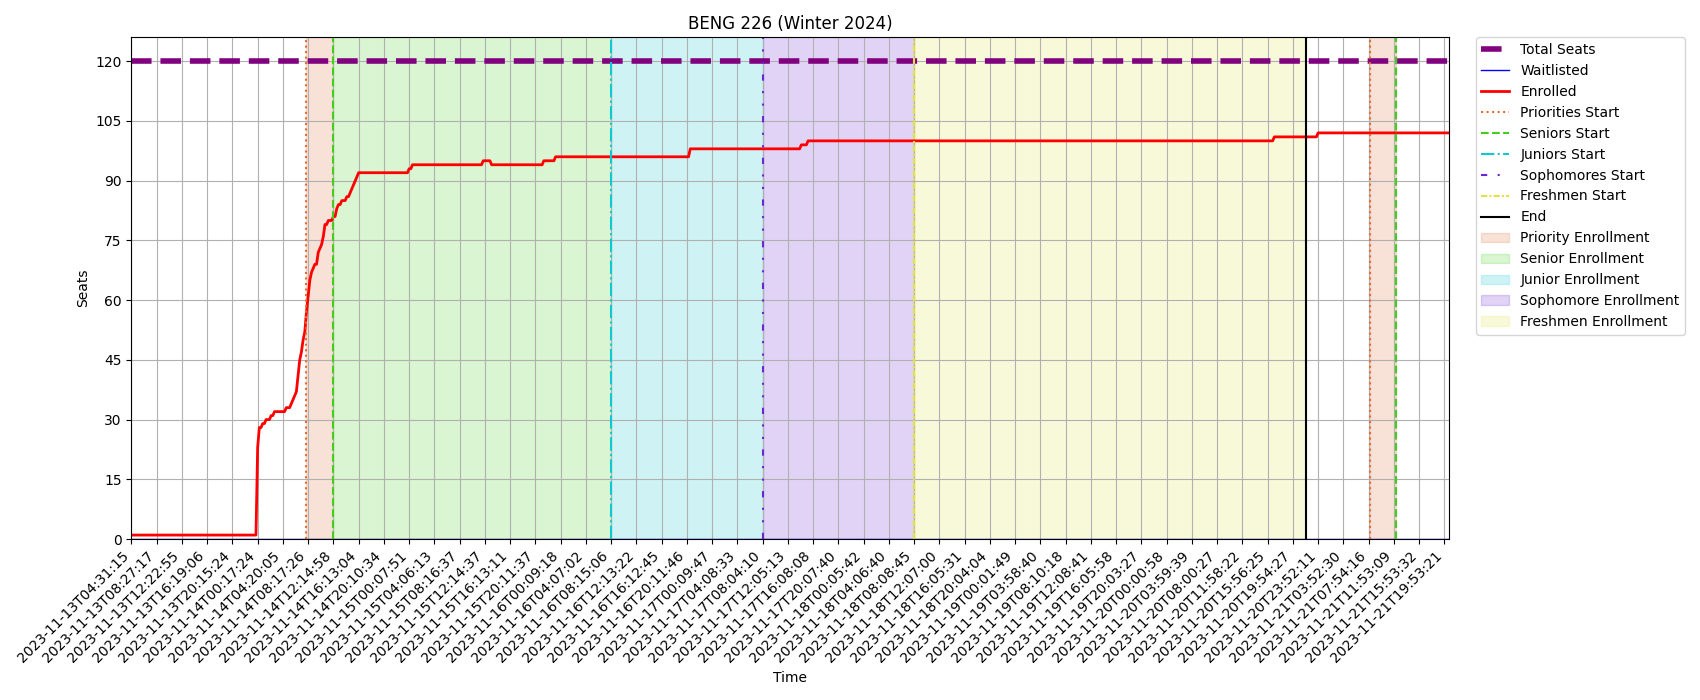 BENG 226 (Winter 2024)
Total Seats
Waitlisted
Enrolled
Priorities Start
Seniors Start
Juniors Start
Sophomores Start
Freshmen Start
End
Priority Enrollment
Senior Enrollment
Junior Enrollment
Sophomore Enrollment
Freshmen Enrollment
Seats
120
105
90
75
60
45
30
15
0
2023-11-13T04:31:15
2023-11-13T08:27:17
2023-11-13T12:22:55
2023-11-13T16:19:06
2023-11-13T20:15:24
2023-11-14T00:17:24
2023-11-14T04:20:05
2023-11-14T08:17:26
2023-11-14T12:14:58
2023-11-14T16:13:04
2023-11-14T20:10:34
2023-11-15T00:07:51
2023-11-15T04:06:13
2023-11-15T08:16:37
2023-11-15T12:14:37
2023-11-15T16:13:11
2023-11-15T20:11:37
2023-11-16T00:09:18
2023-11-16T04:07:02
2023-11-16T08:15:06
2023-11-16T12:13:22
2023-11-16T16:12:45
2023-11-16T20:11:46
2023-11-17T00:09:47
2023-11-17T04:08:33
2023-11-17T08:04:10
2023-11-17T12:05:13
2023-11-17T16:08:08
2023-11-17T20:07:40
2023-11-18T00:05:42
2023-11-18T04:06:40
2023-11-18T08:08:45
2023-11-18T12:07:00
2023-11-18T16:05:31
2023-11-18T20:04:04
2023-11-19T00:01:49
2023-11-19T03:58:40
2023-11-19T08:10:18
2023-11-19T12:08:41
2023-11-19T16:05:58
2023-11-19T20:03:27
2023-11-20T00:00:58
2023-11-20T03:59:39
2023-11-20T08:00:27
2023-11-20T11:58:22
2023-11-20T15:56:25
2023-11-20T19:54:27
2023-11-20T23:52:11
2023-11-21T03:52:30
2023-11-21T07:54:16
2023-11-21T11:53:09
2023-11-21T15:53:32
2023-11-21T19:53:21
Time